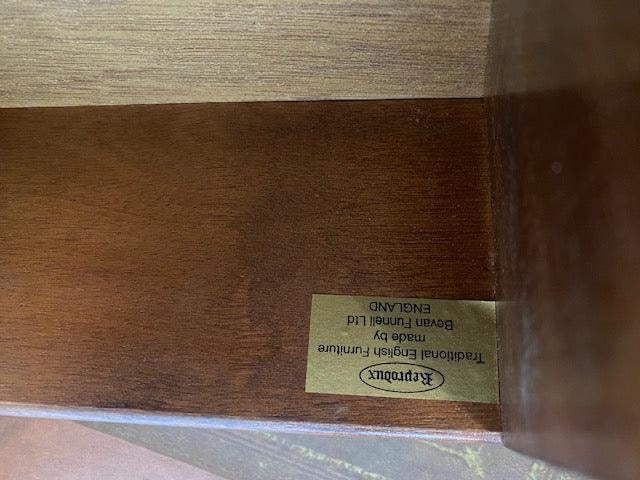 Reprodux
Traditional English Furniture
made by
Bevan Funnell Ltd
ENGLAND